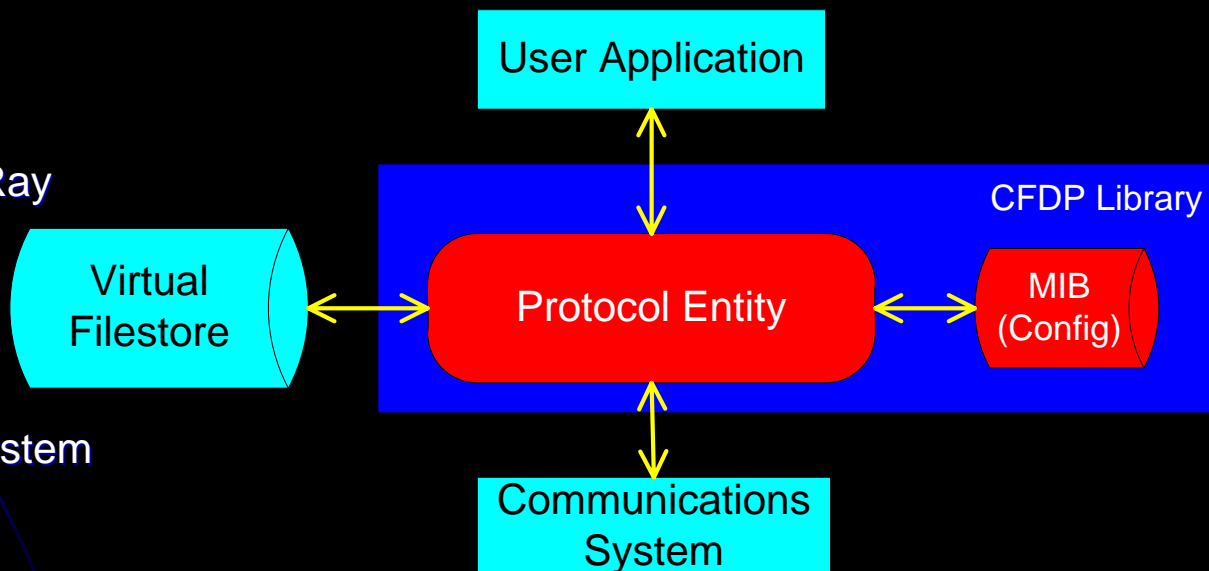 User Application
Ray
CFDP Library
Virtual
Filestore
Protocol Entity
MIB
(Config)
stem
Communications
System